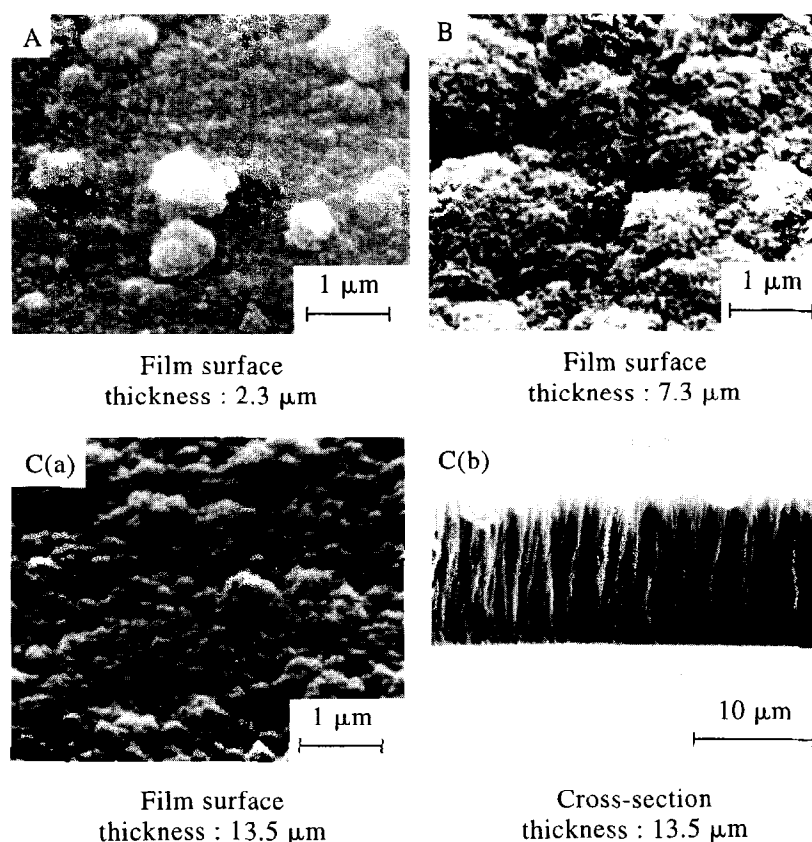 A
1 μm
Film surface
thickness : 2.3 μm
B
1 μm
Film surface
thickness : 7.3 μm
C(a)
1 μm
Film surface
thickness : 13.5 μm
C(b)
10 μm
Cross-section
thickness : 13.5 μm